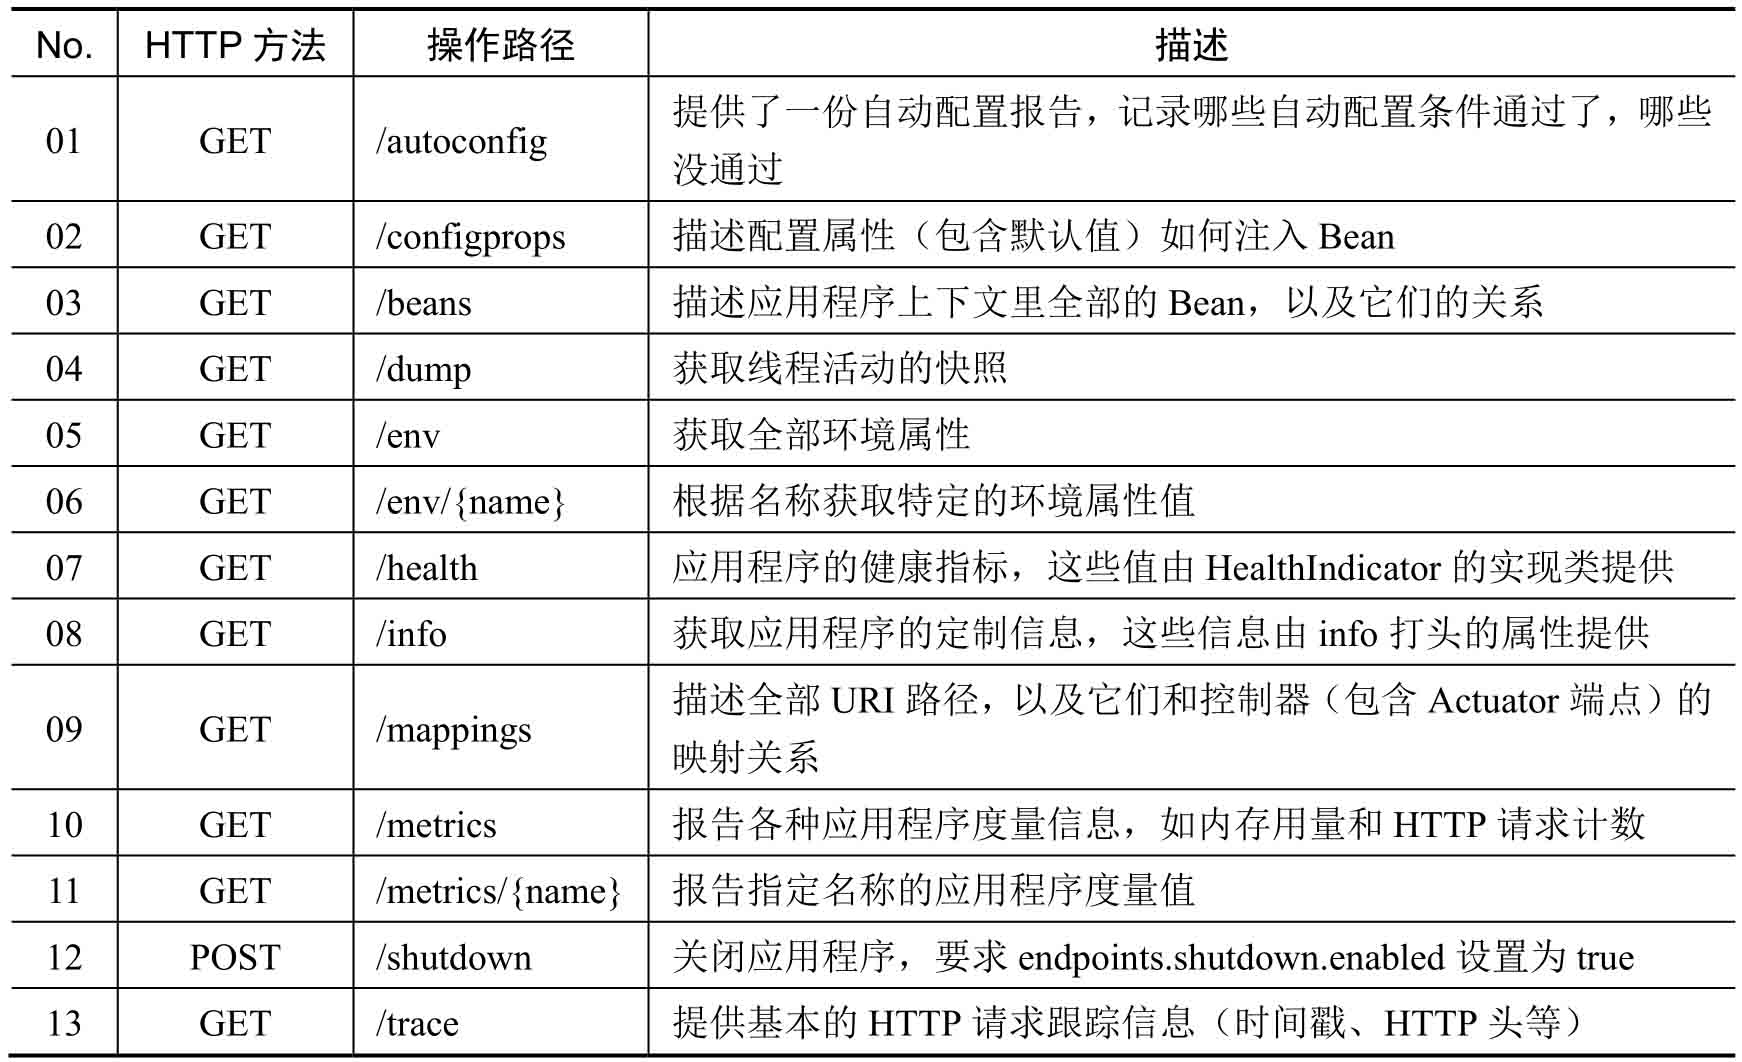 No. HTTP 方法 操作路径 描述
01 GET /autoconfig 提供了一份自动配置报告，记录哪些自动配置条件通过了，哪些
没通过
02 GET /configprops 描述配置属性（包含默认值）如何注入 Bean
03 GET /beans 描述应用程序上下文里全部的 Bean，以及它们的关系
04 GET /dump 获取线程活动的快照
05 GET /env 获取全部环境属性
06 GET /env/{name} 根据名称获取特定的环境属性值
07 GET /health 应用程序的健康指标，这些值由 HealthIndicator 的实现类提供
08 GET /info 获取应用程序的定制信息，这些信息由 info 打头的属性提供
09 GET /mappings 描述全部 URI 路径，以及它们和控制器（包含 Actuator 端点）的
映射关系
10 GET /metrics 报告各种应用程序度量信息，如内存用量和 HTTP 请求计数
11 GET /metrics/{name} 报告指定名称的应用程序度量值
12 POST /shutdown 关闭应用程序，要求 endpoints.shutdown.enabled 设置为 true
13 GET /trace 提供基本的 HTTP 请求跟踪信息（时间戳、HTTP 头等）